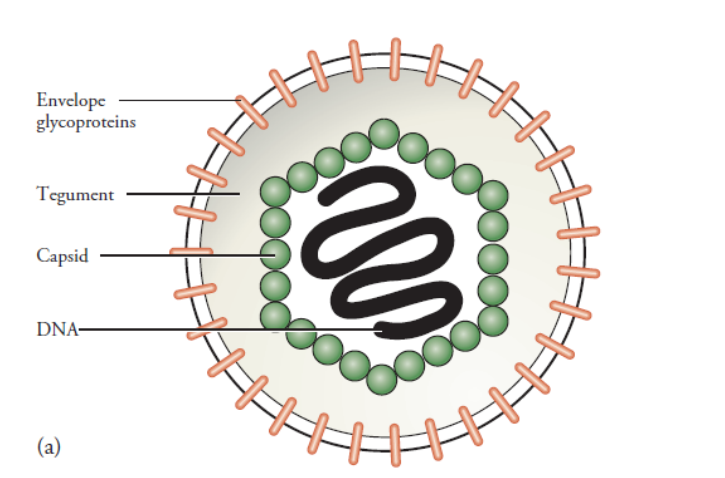 Envelope
glycoproteins
Tegument
Capsid
DNA
(a)